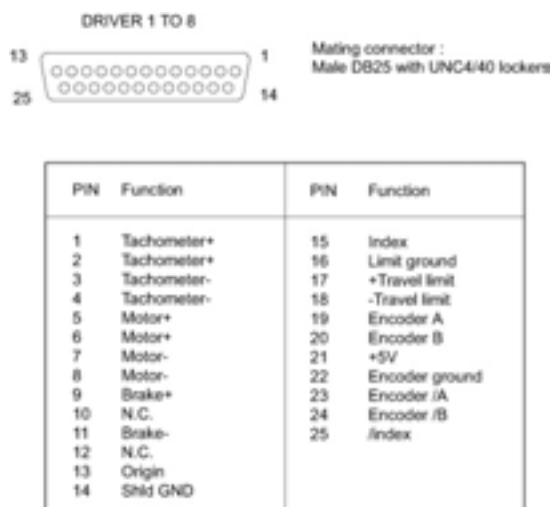 DRIVER 1 TO 8
13
1
25
14
Mating connector :
Male DB25 with UNC4/40 lockers
PIN Function
1 Tachometer+
2 Tachometer+
3 Tachometer-
4 Tachometer-
5 Motor+
6 Motor+
7 Motor-
8 Motor-
9 Brake+
10 N.C.
11 Brake-
12 N.C.
13 Origin
14 Shld GND
PIN Function
15 Index
16 Limit ground
17 +Travel limit
18 -Travel limit
19 Encoder A
20 Encoder B
21 +5V
22 Encoder ground
23 Encoder /A
24 Encoder /B
25 /Index